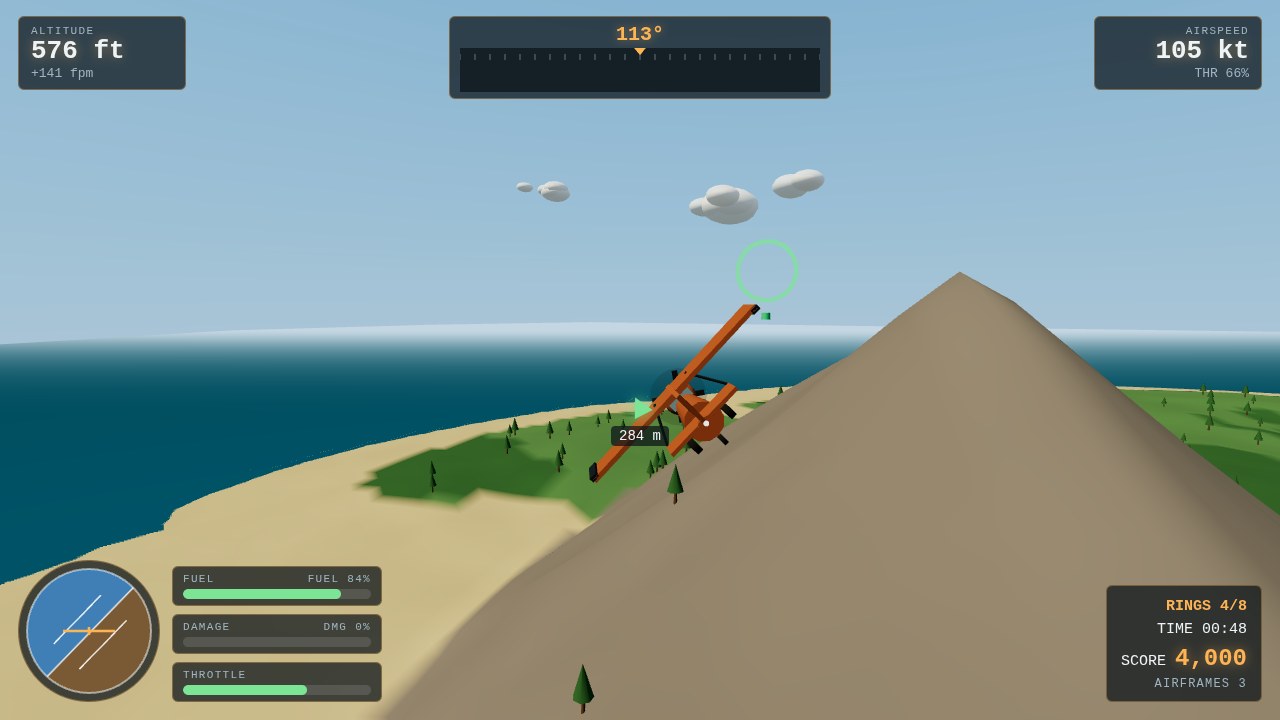 ALTITUDE
576 ft
+141 fpm
113°
AIRSPEED
105 kt
THR 66%
284 m
FUEL FUEL 84%
DAMAGE DMG 0%
THROTTLE
RINGS 4/8
TIME 00:48
SCORE 4,000
AIRFRAMES 3